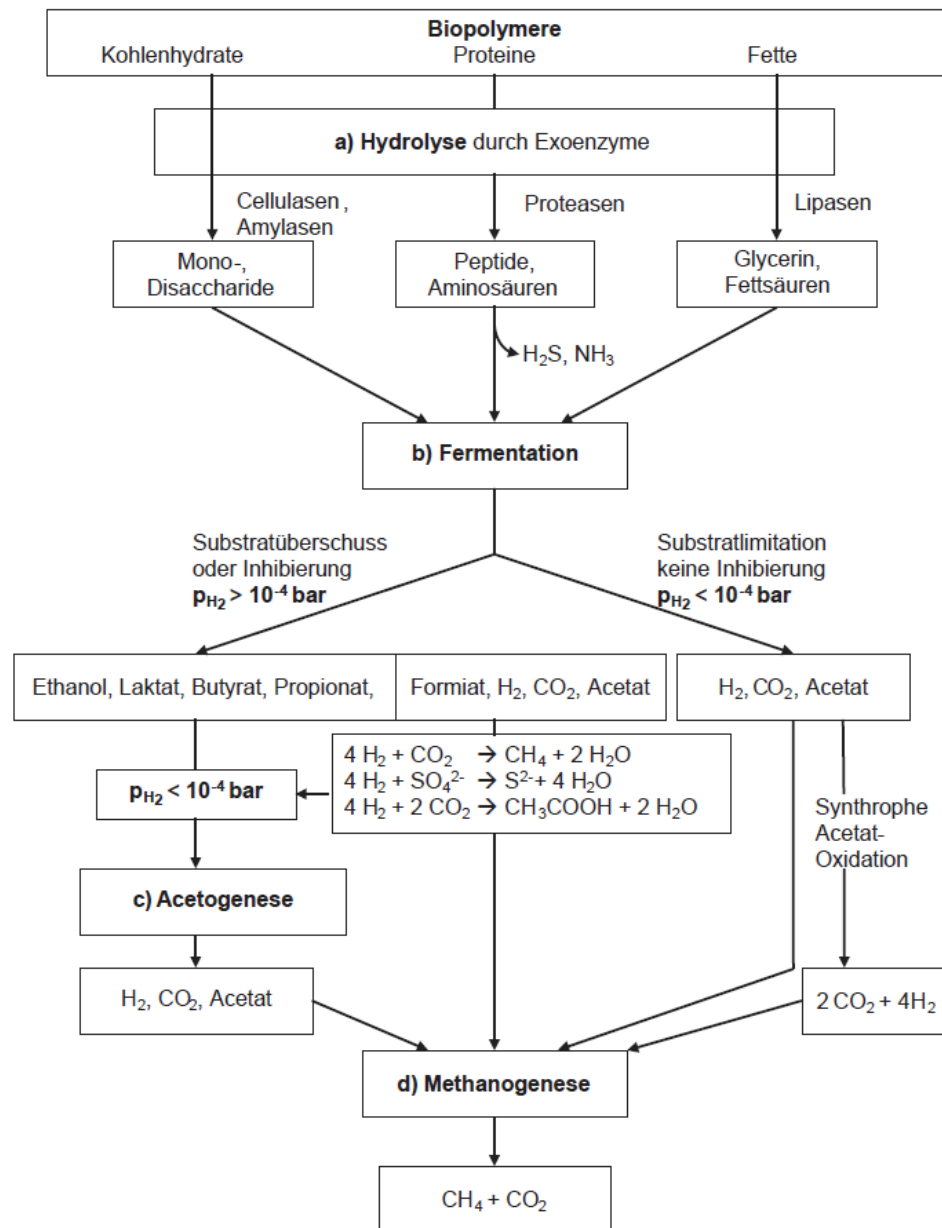 Biopolymere
Kohlenhydrate Proteine Fette
a) Hydrolyse durch Exoenzyme
Cellulasen,
Amylasen
Proteasen
Lipasen
Mono-,
Disaccharide
Peptide,
Aminosäuren
Glycerin,
Fettsäuren
H₂S, NH₃
b) Fermentation
Substratüberschuss
oder Inhibierung
p_H₂ > 10⁻⁴ bar
Substratlimitation
keine Inhibierung
p_H₂ < 10⁻⁴ bar
Ethanol, Laktat, Butyrat, Propionat,
Formiat, H₂, CO₂, Acetat
H₂, CO₂, Acetat
4 H₂ + CO₂ → CH₄ + 2 H₂O
4 H₂ + SO₄²⁻ → S²⁻ + 4 H₂O
4 H₂ + 2 CO₂ → CH₃COOH + 2 H₂O
p_H₂ < 10⁻⁴ bar
Synthrophe
Acetat-
Oxidation
c) Acetogenese
H₂, CO₂, Acetat
2 CO₂ + 4H₂
d) Methanogenese
CH₄ + CO₂